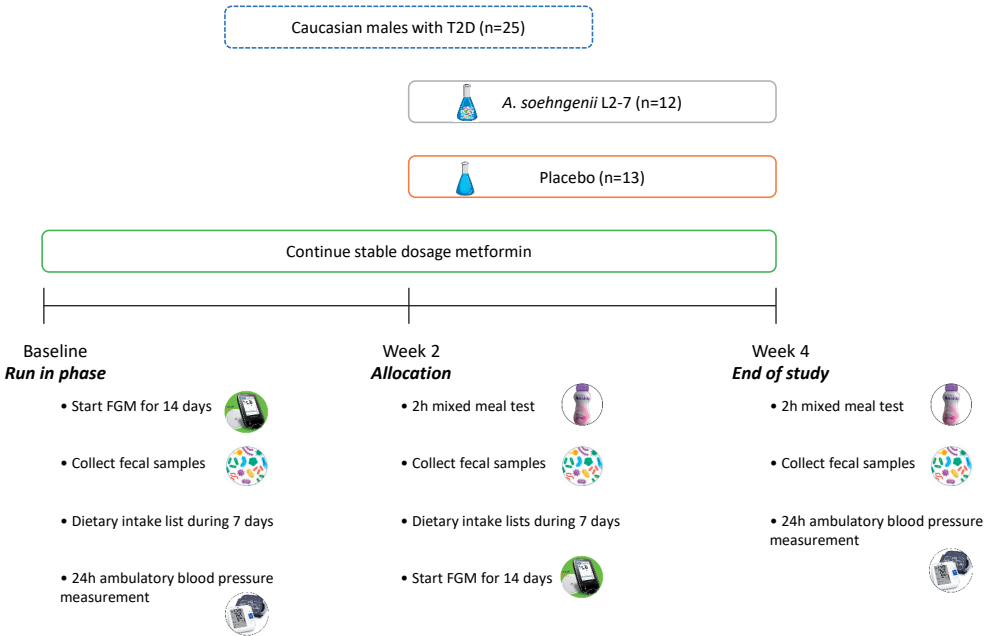 Caucasian males with T2D (n=25)
A. soehngenii L2-7 (n=12)
Placebo (n=13)
Continue stable dosage metformin
Baseline
Run in phase
• Start FGM for 14 days
• Collect fecal samples
• Dietary intake list during 7 days
• 24h ambulatory blood pressure
measurement
Week 2
Allocation
• 2h mixed meal test
• Collect fecal samples
• Dietary intake lists during 7 days
• Start FGM for 14 days
Week 4
End of study
• 2h mixed meal test
• Collect fecal samples
• 24h ambulatory blood pressure
measurement